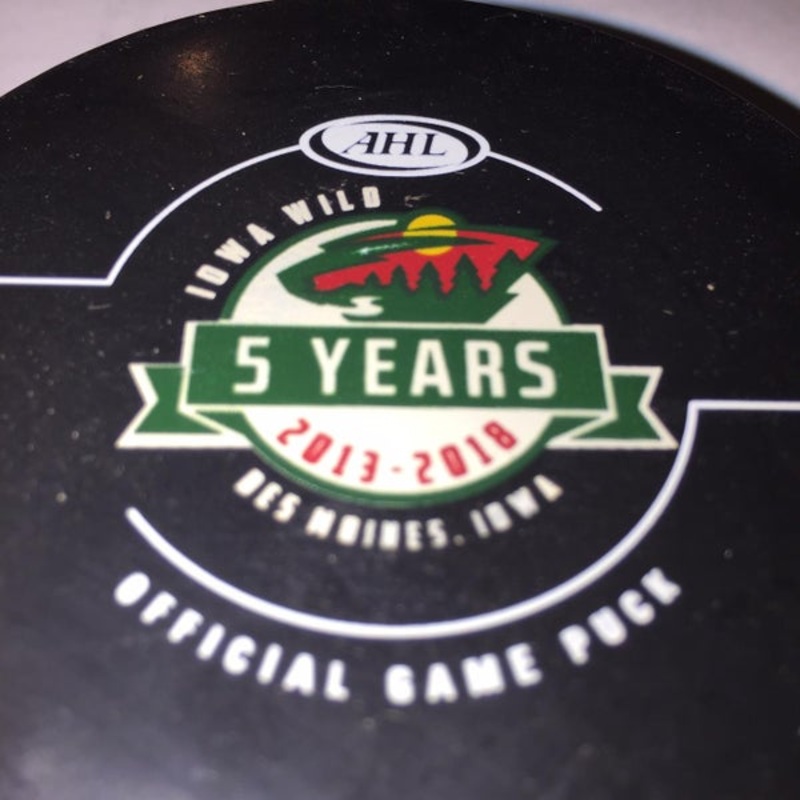 AHL
IOWA WILD
5 YEARS
2013-2018
DES MOINES, IOWA
OFFICIAL GAME PUCK